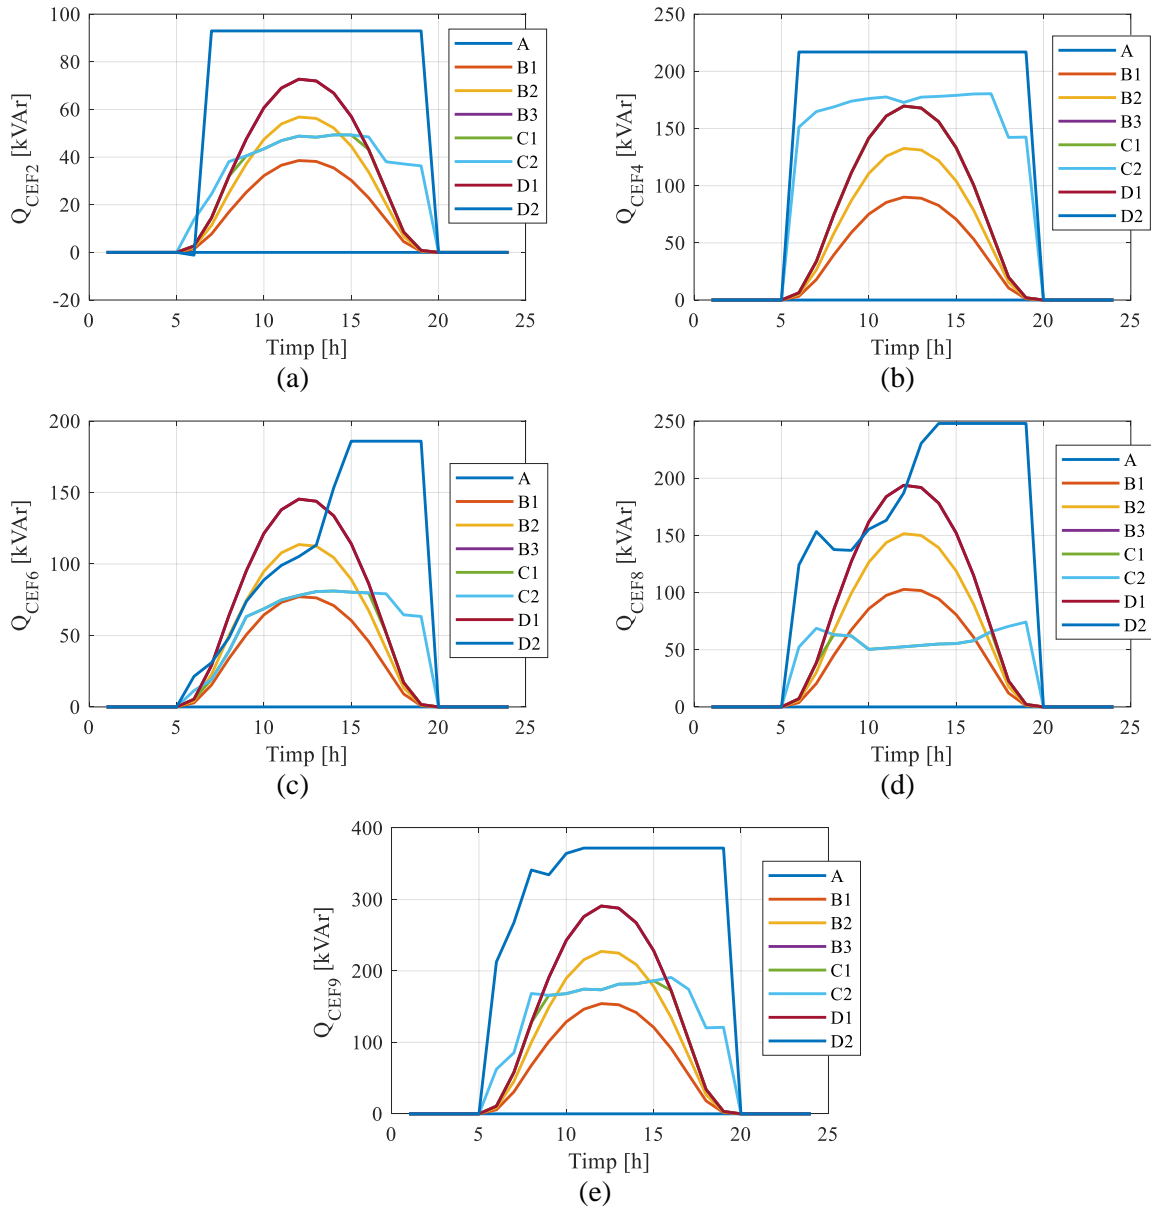 100
80
60
40
20
0
-20
Q_CEF2 [kVAr]
0 5 10 15 20 25
Timp [h]
A
B1
B2
B3
C1
C2
D1
D2
(a)
250
200
150
100
50
0
Q_CEF4 [kVAr]
0 5 10 15 20 25
Timp [h]
A
B1
B2
B3
C1
C2
D1
D2
(b)
200
150
100
50
0
Q_CEF6 [kVAr]
0 5 10 15 20 25
Timp [h]
A
B1
B2
B3
C1
C2
D1
D2
(c)
250
200
150
100
50
0
Q_CEF8 [kVAr]
0 5 10 15 20 25
Timp [h]
A
B1
B2
B3
C1
C2
D1
D2
(d)
400
300
200
100
0
Q_CEF9 [kVAr]
0 5 10 15 20 25
Timp [h]
A
B1
B2
B3
C1
C2
D1
D2
(e)